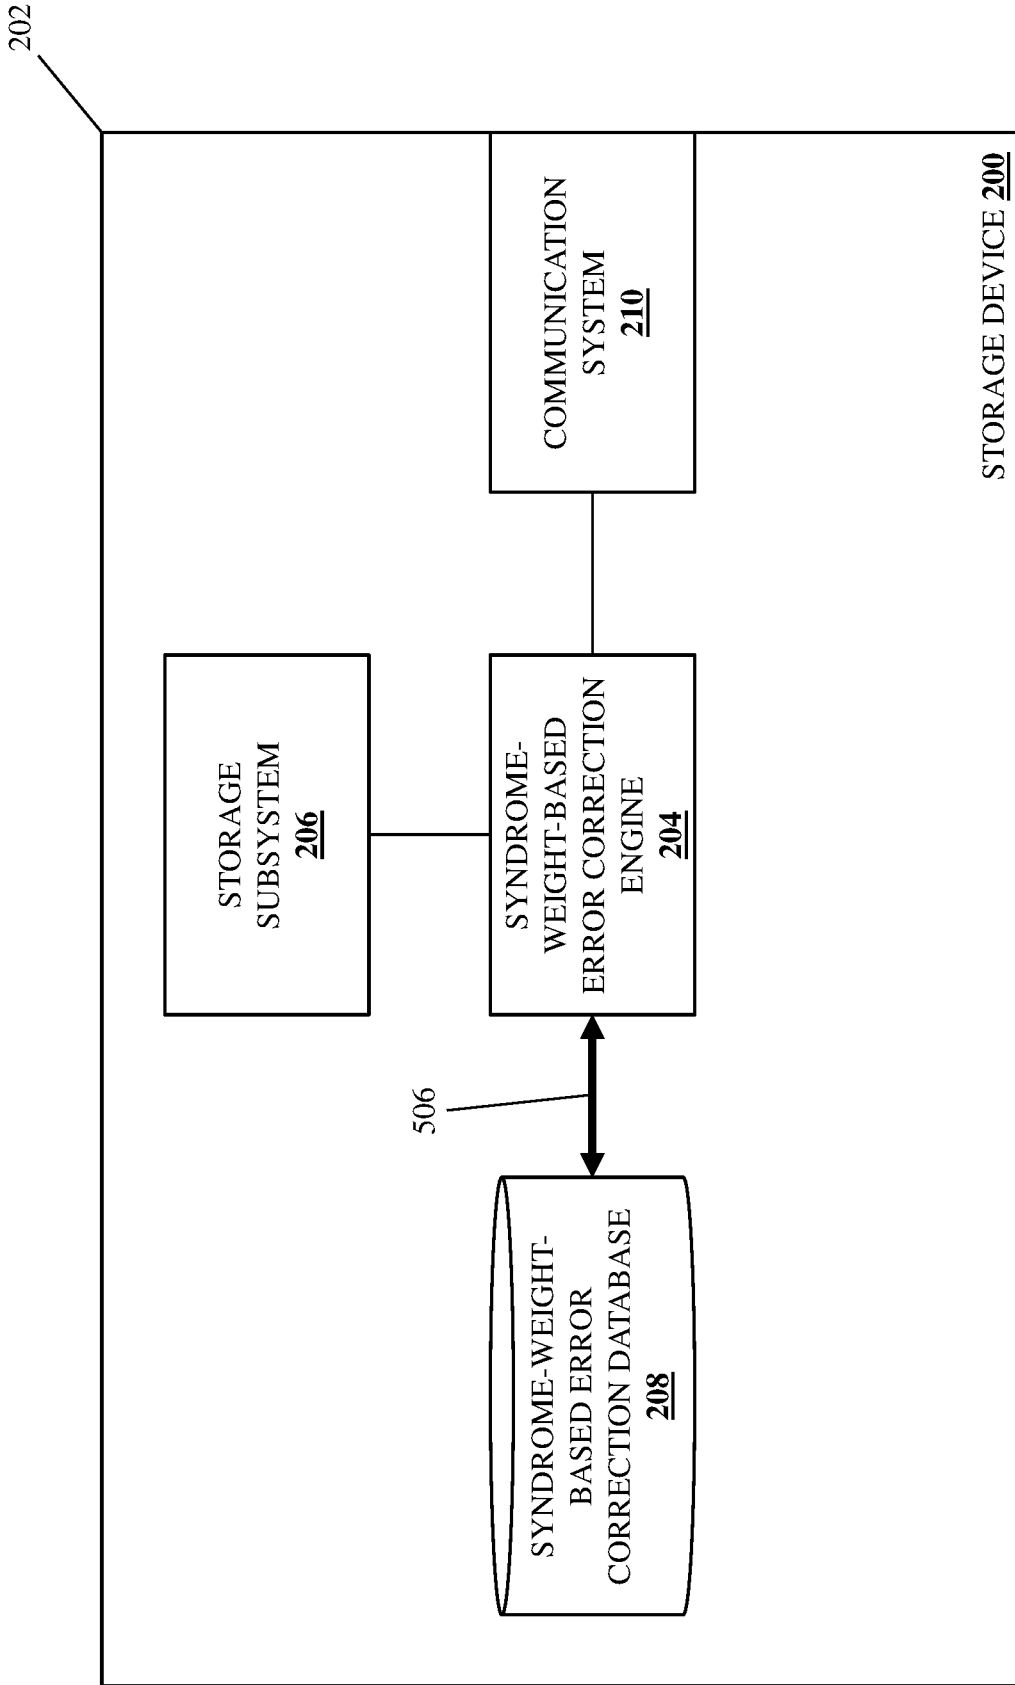 202
STORAGE
SUBSYSTEM
206
506
SYNDROME-WEIGHT-
BASED ERROR
CORRECTION DATABASE
208
SYNDROME-
WEIGHT-BASED
ERROR CORRECTION
ENGINE
204
COMMUNICATION
SYSTEM
210
STORAGE DEVICE 200